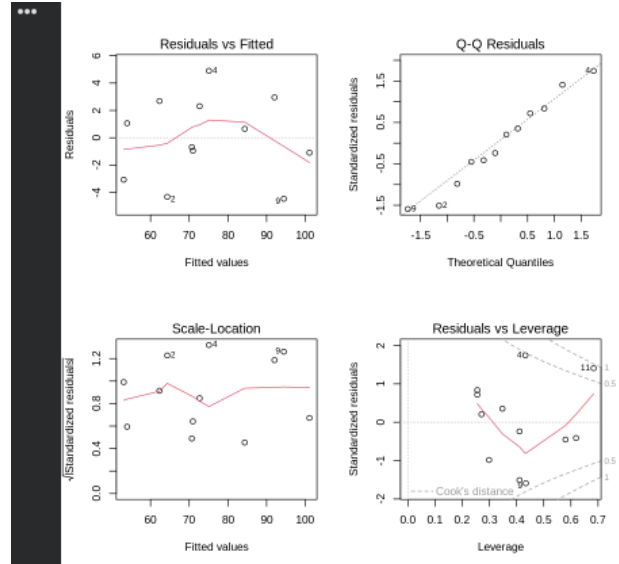 Residuals vs Fitted
Residuals
6
4
2
0
-2
-4
4
2
9
60 70 80 90 100
Fitted values
Q-Q Residuals
Standardized residuals
1.5
0.5
-0.5
-1.5
4
2
9
-1.5 -0.5 0.5 1.5
Theoretical Quantiles
Scale-Location
√|Standardized residuals|
1.2
0.8
0.4
0.0
2
4
9
60 70 80 90 100
Fitted values
Residuals vs Leverage
Standardized residuals
2
1
0
-1
-2
4
11
9
1
0.5
0.5
1
Cook's distance
0.0 0.1 0.2 0.3 0.4 0.5 0.6 0.7
Leverage